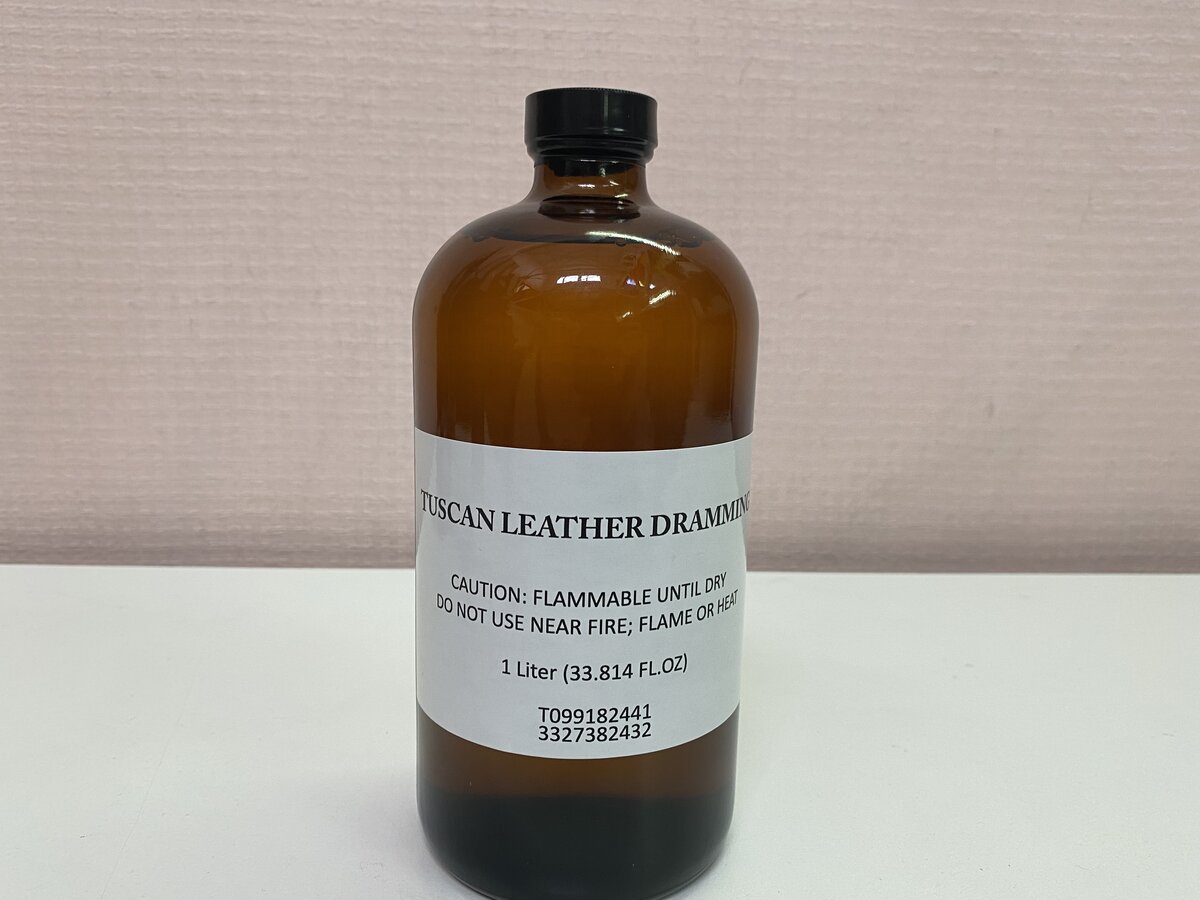 TUSCAN LEATHER DRAMMING
CAUTION: FLAMMABLE UNTIL DRY
DO NOT USE NEAR FIRE; FLAME OR HEAT
1 Liter (33.814 FL.OZ)
T099182441
3327382432